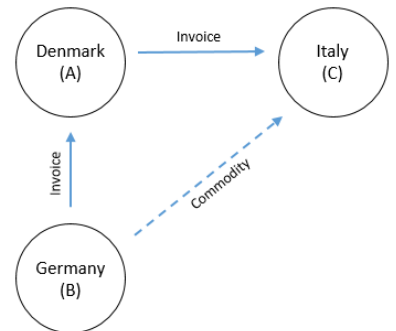 Denmark
(A)
Invoice
Italy
(C)
Invoice
Commodity
Germany
(B)